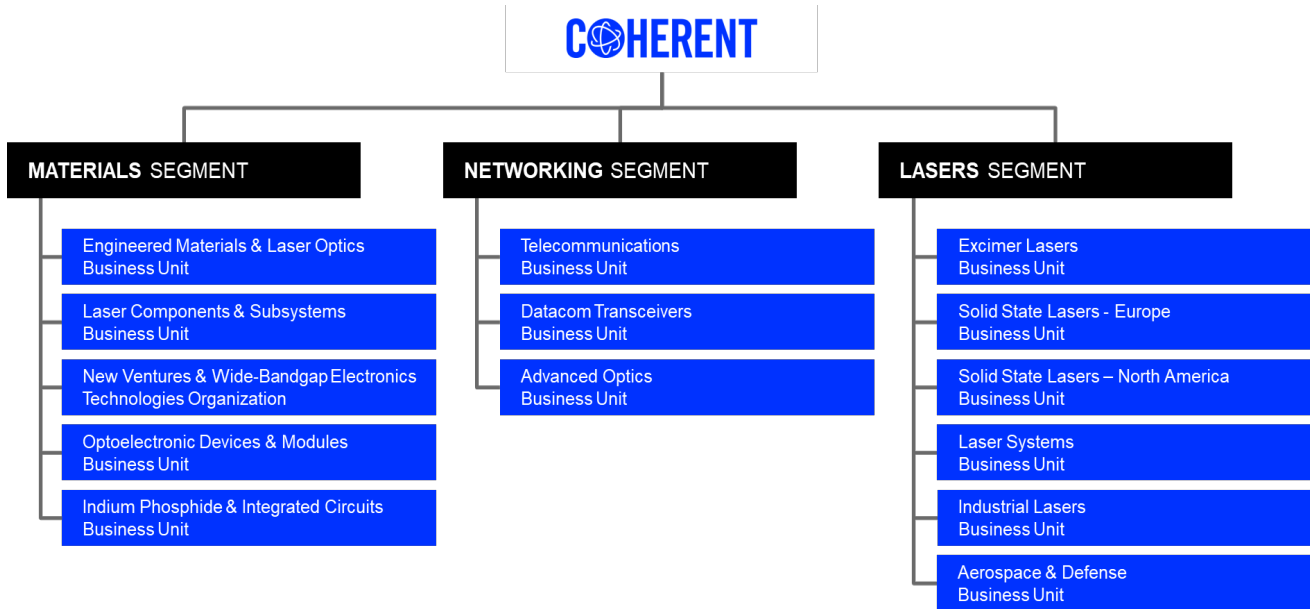 COHERENT
MATERIALS SEGMENT
Engineered Materials & Laser Optics
Business Unit
Laser Components & Subsystems
Business Unit
New Ventures & Wide-Bandgap Electronics
Technologies Organization
Optoelectronic Devices & Modules
Business Unit
Indium Phosphide & Integrated Circuits
Business Unit
NETWORKING SEGMENT
Telecommunications
Business Unit
Datacom Transceivers
Business Unit
Advanced Optics
Business Unit
LASERS SEGMENT
Excimer Lasers
Business Unit
Solid State Lasers - Europe
Business Unit
Solid State Lasers – North America
Business Unit
Laser Systems
Business Unit
Industrial Lasers
Business Unit
Aerospace & Defense
Business Unit